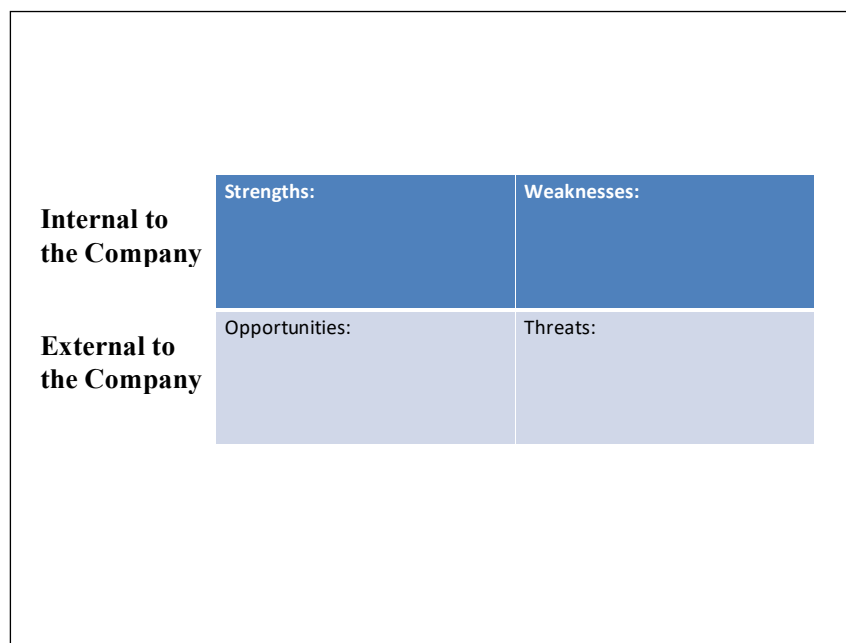 Strengths:
Weaknesses:
Internal to
the Company
Opportunities:
Threats:
External to
the Company